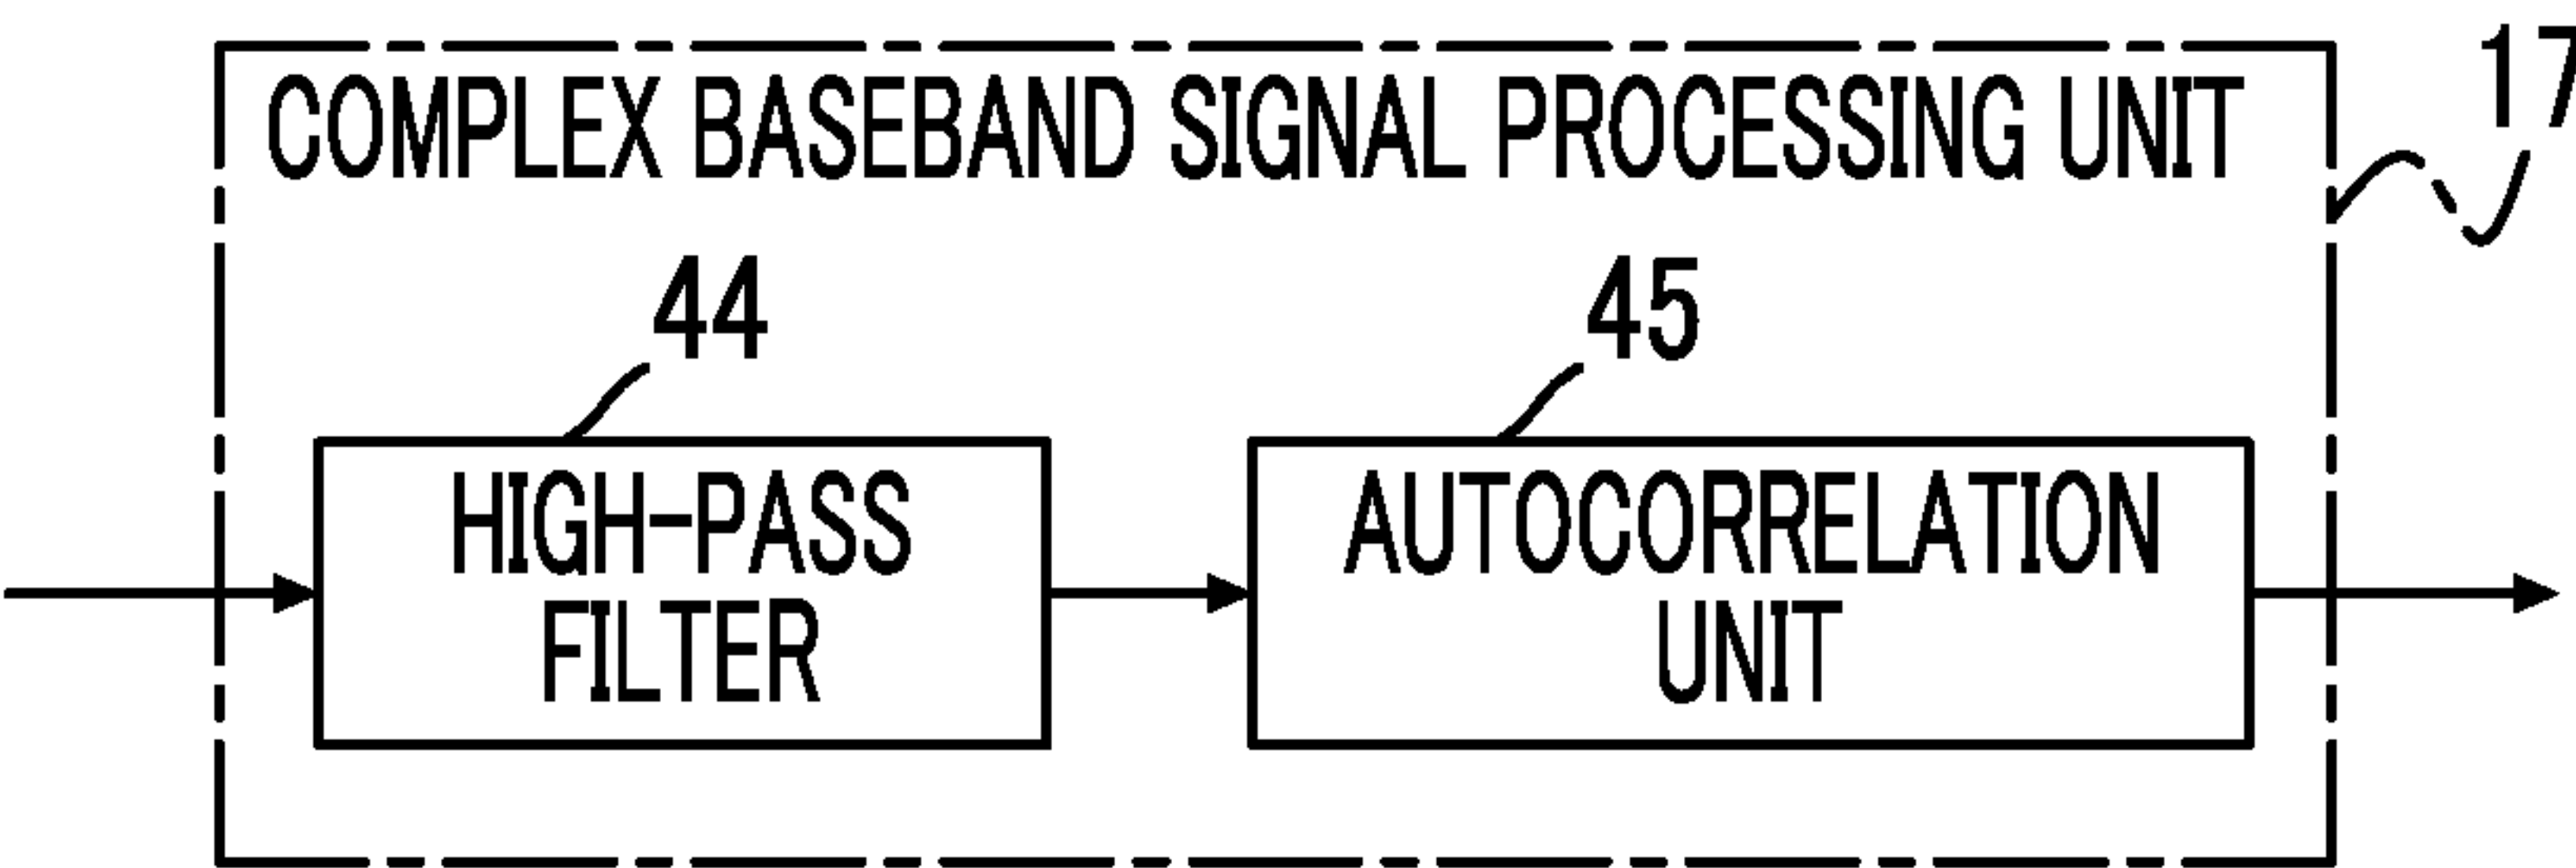 COMPLEX BASEBAND SIGNAL PROCESSING UNIT
17
44
45
HIGH-PASS
FILTER
AUTOCORRELATION
UNIT